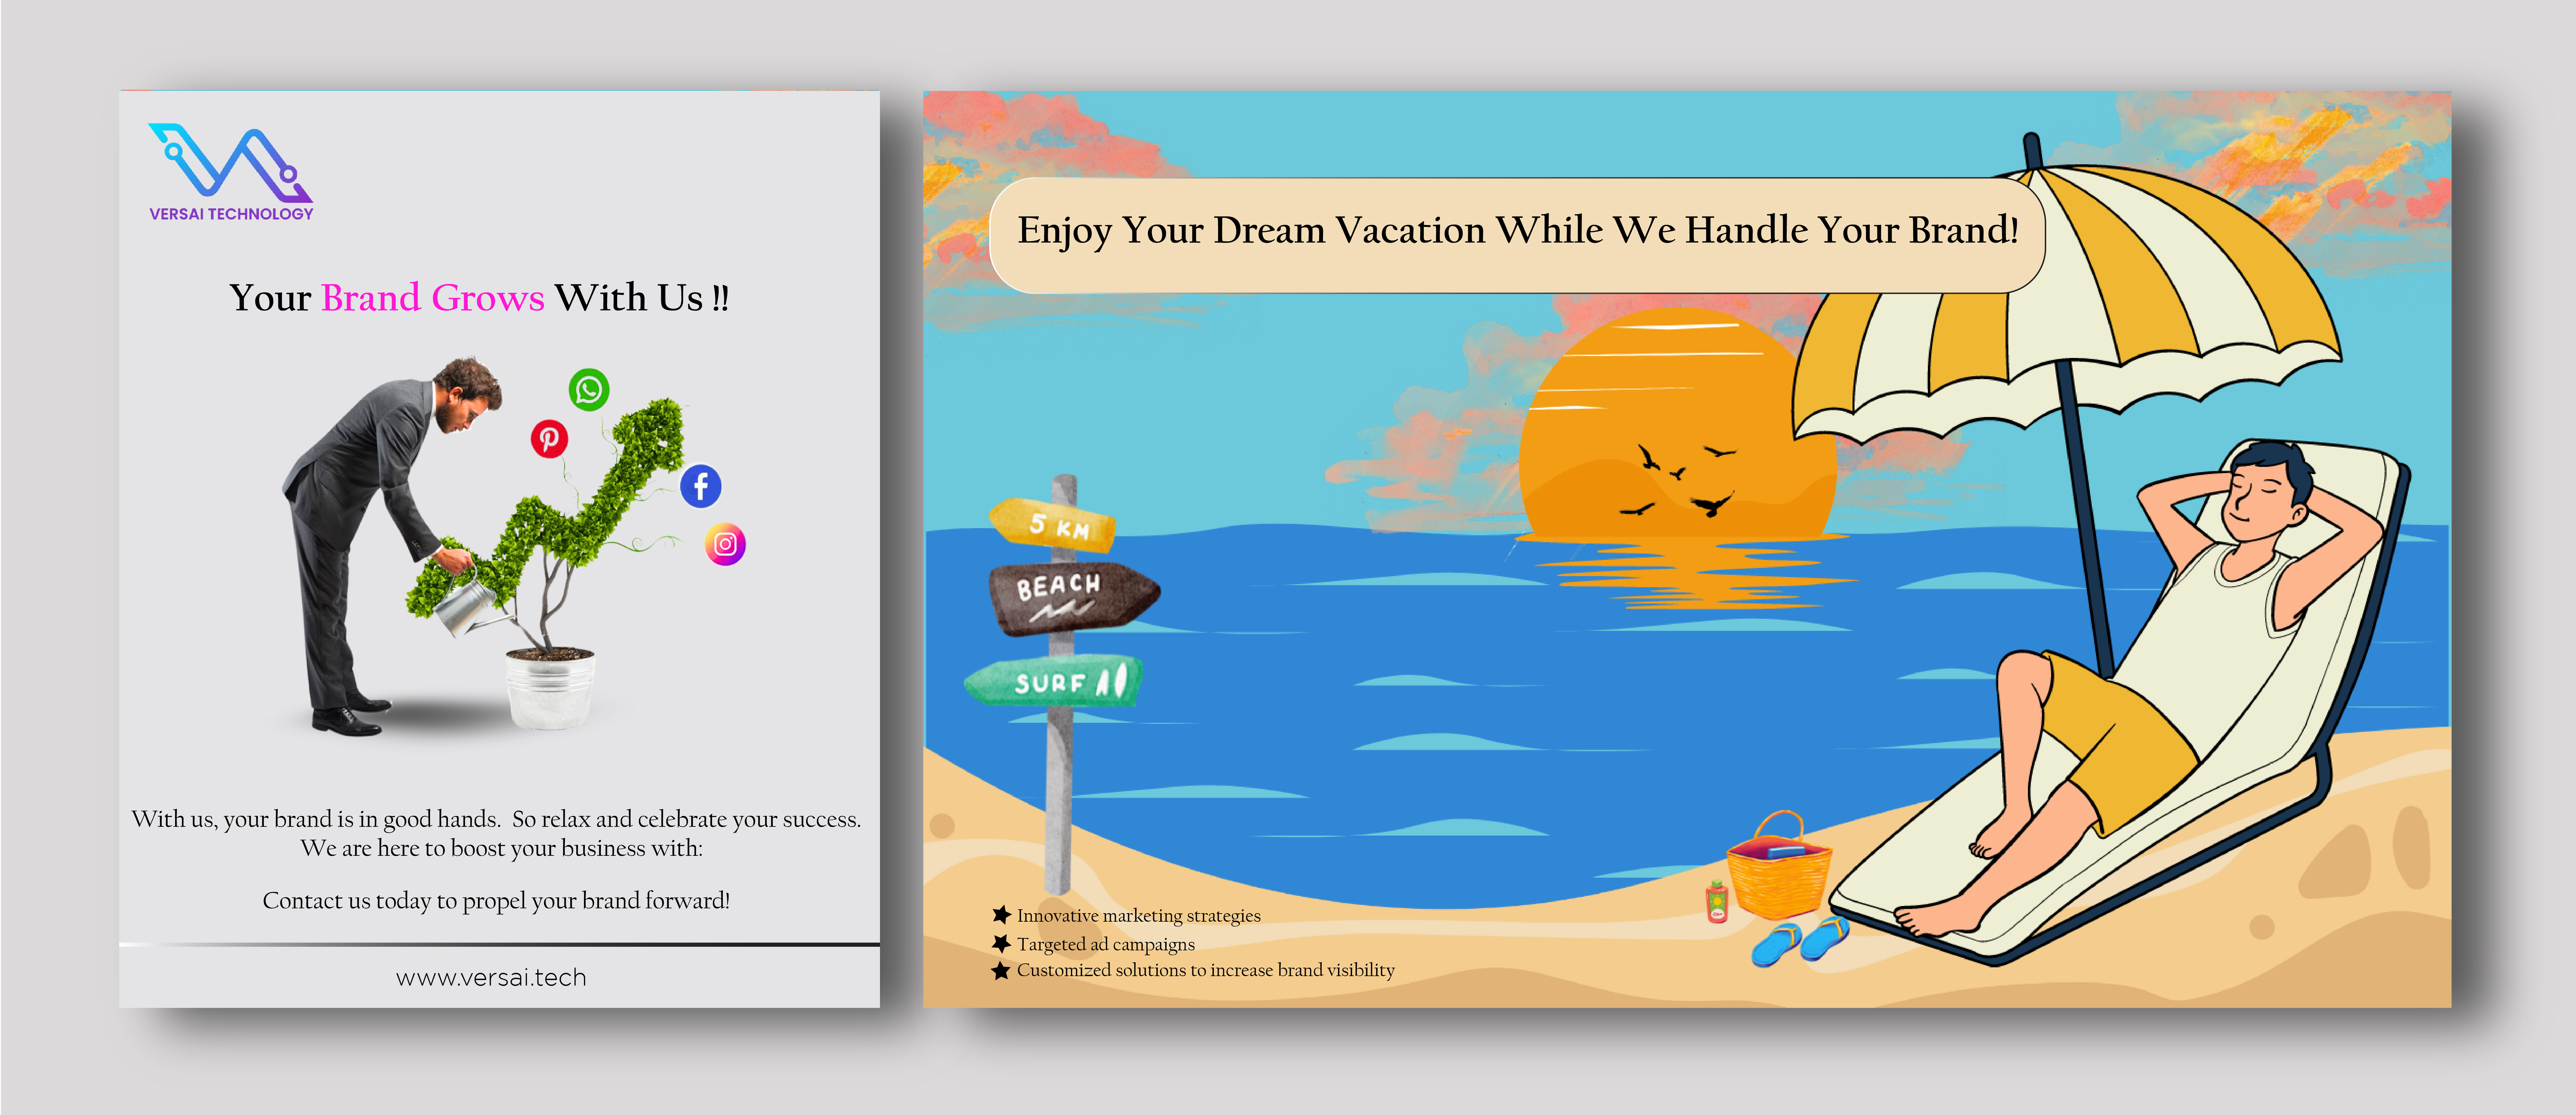 VERSAI TECHNOLOGY
Your Brand Grows With Us !!
With us, your brand is in good hands.  So relax and celebrate your success.
We are here to boost your business with:
Contact us today to propel your brand forward!
www.versai.tech
Enjoy Your Dream Vacation While We Handle Your Brand!
5 KM
BEACH
SURF
Innovative marketing strategies
Targeted ad campaigns
Customized solutions to increase brand visibility